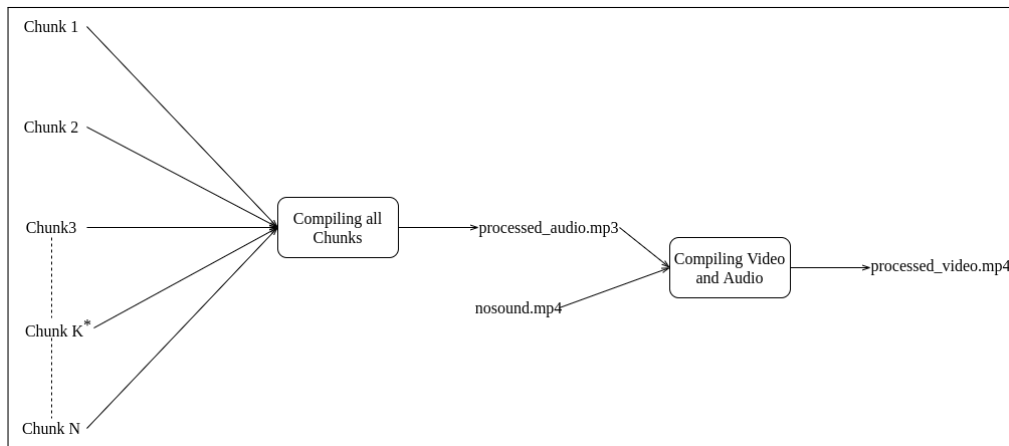 Chunk 1
Chunk 2
Chunk3
Chunk K*
Chunk N
Compiling all
Chunks
processed_audio.mp3
nosound.mp4
Compiling Video
and Audio
processed_video.mp4